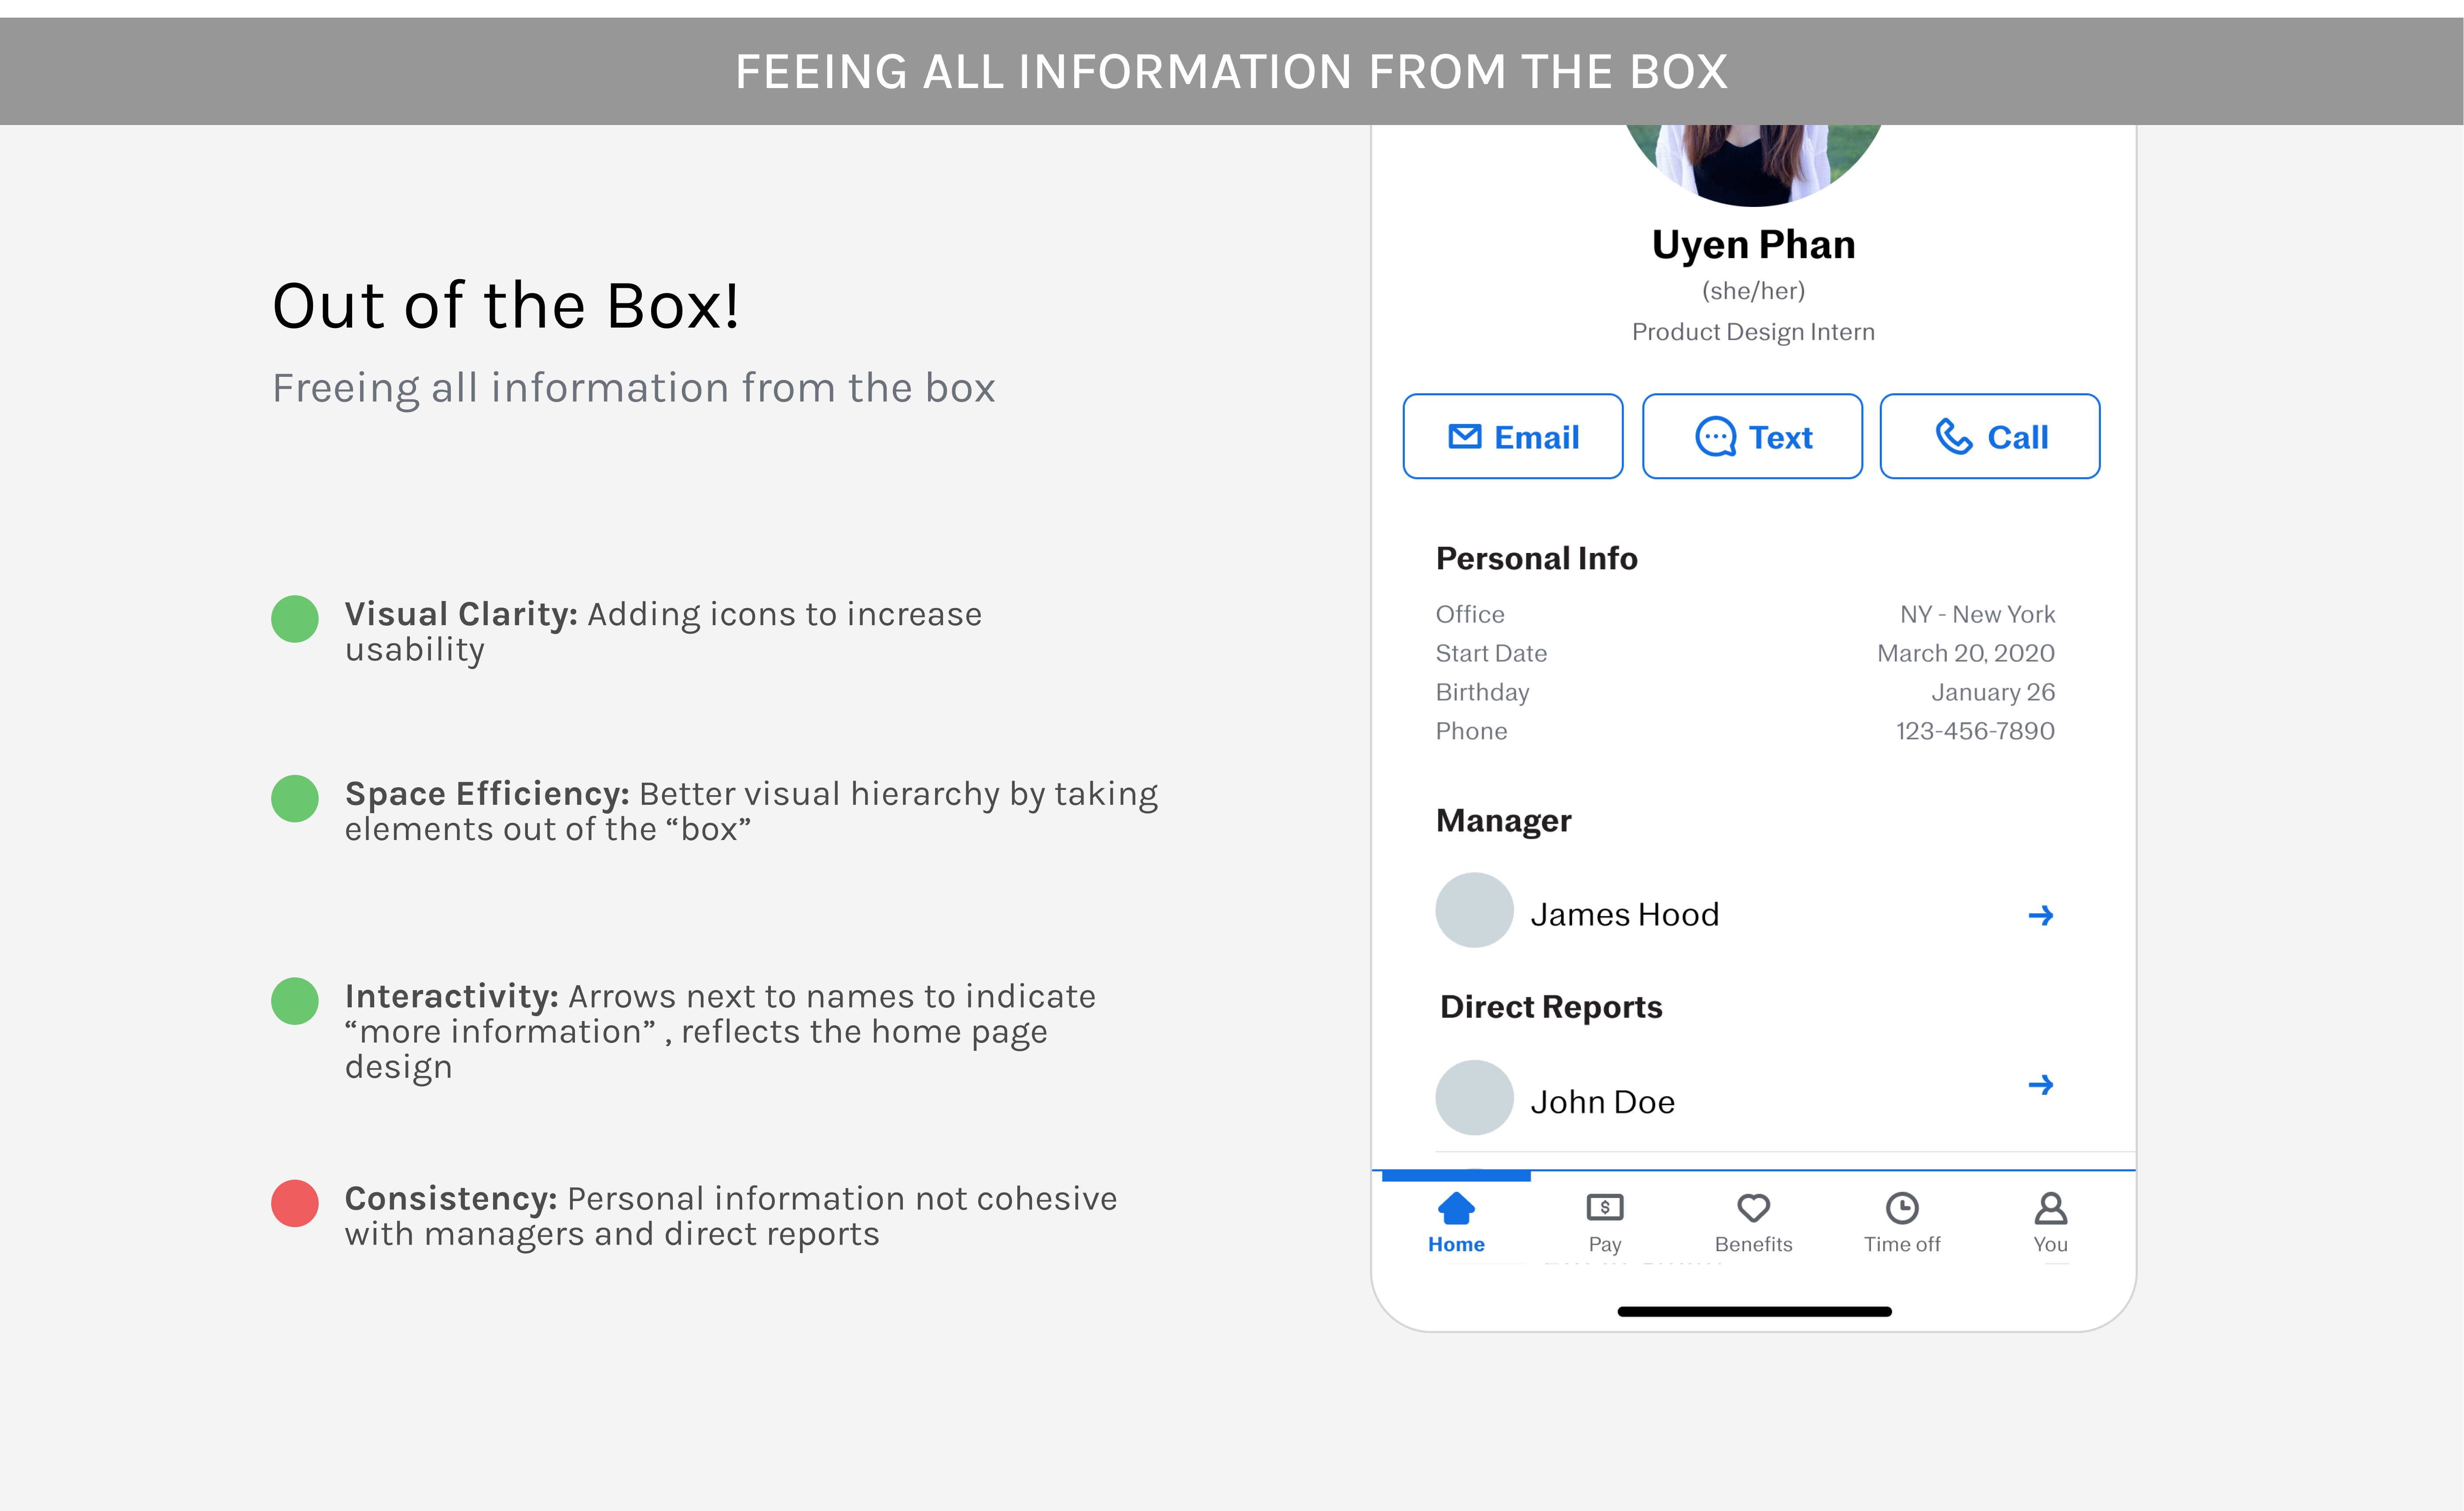 FEEING ALL INFORMATION FROM THE BOX
Out of the Box!
Freeing all information from the box
Visual Clarity: Adding icons to increase
usability
Space Efficiency: Better visual hierarchy by taking
elements out of the “box”
Interactivity: Arrows next to names to indicate
“more information” , reflects the home page
design
Consistency: Personal information not cohesive
with managers and direct reports
Uyen Phan
(she/her)
Product Design Intern
Email
Text
Call
Personal Info
Office NY - New York
Start Date March 20, 2020
Birthday January 26
Phone 123-456-7890
Manager
James Hood
Direct Reports
John Doe
Home Pay Benefits Time off You